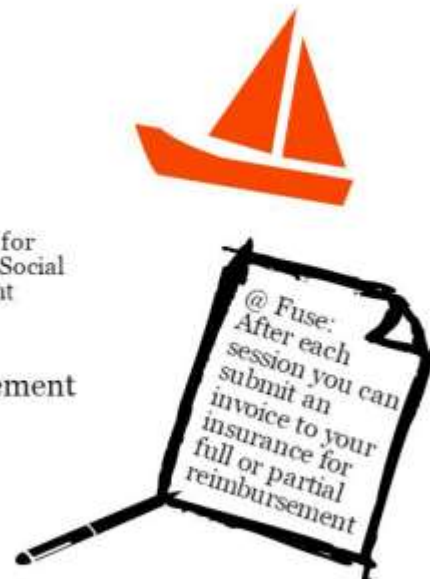 for
Social
nt
ement
@ Fuse:
After each
session you can
submit an
invoice to your
insurance for
full or partial
reimbursement